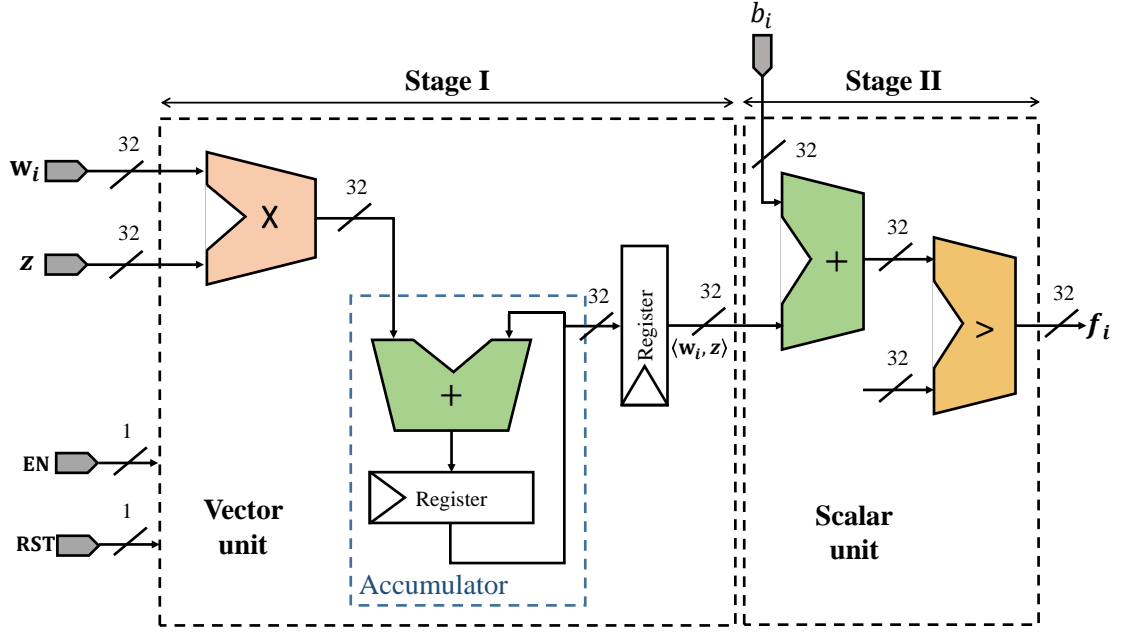 b_i
Stage I
Stage II
32
w_i
X
32
32
32
z
32
+
32
32
32
Register
⟨w_i, z⟩
>
32
f_i
32
+
1
EN
Register
Vector
unit
Scalar
unit
1
RST
Accumulator